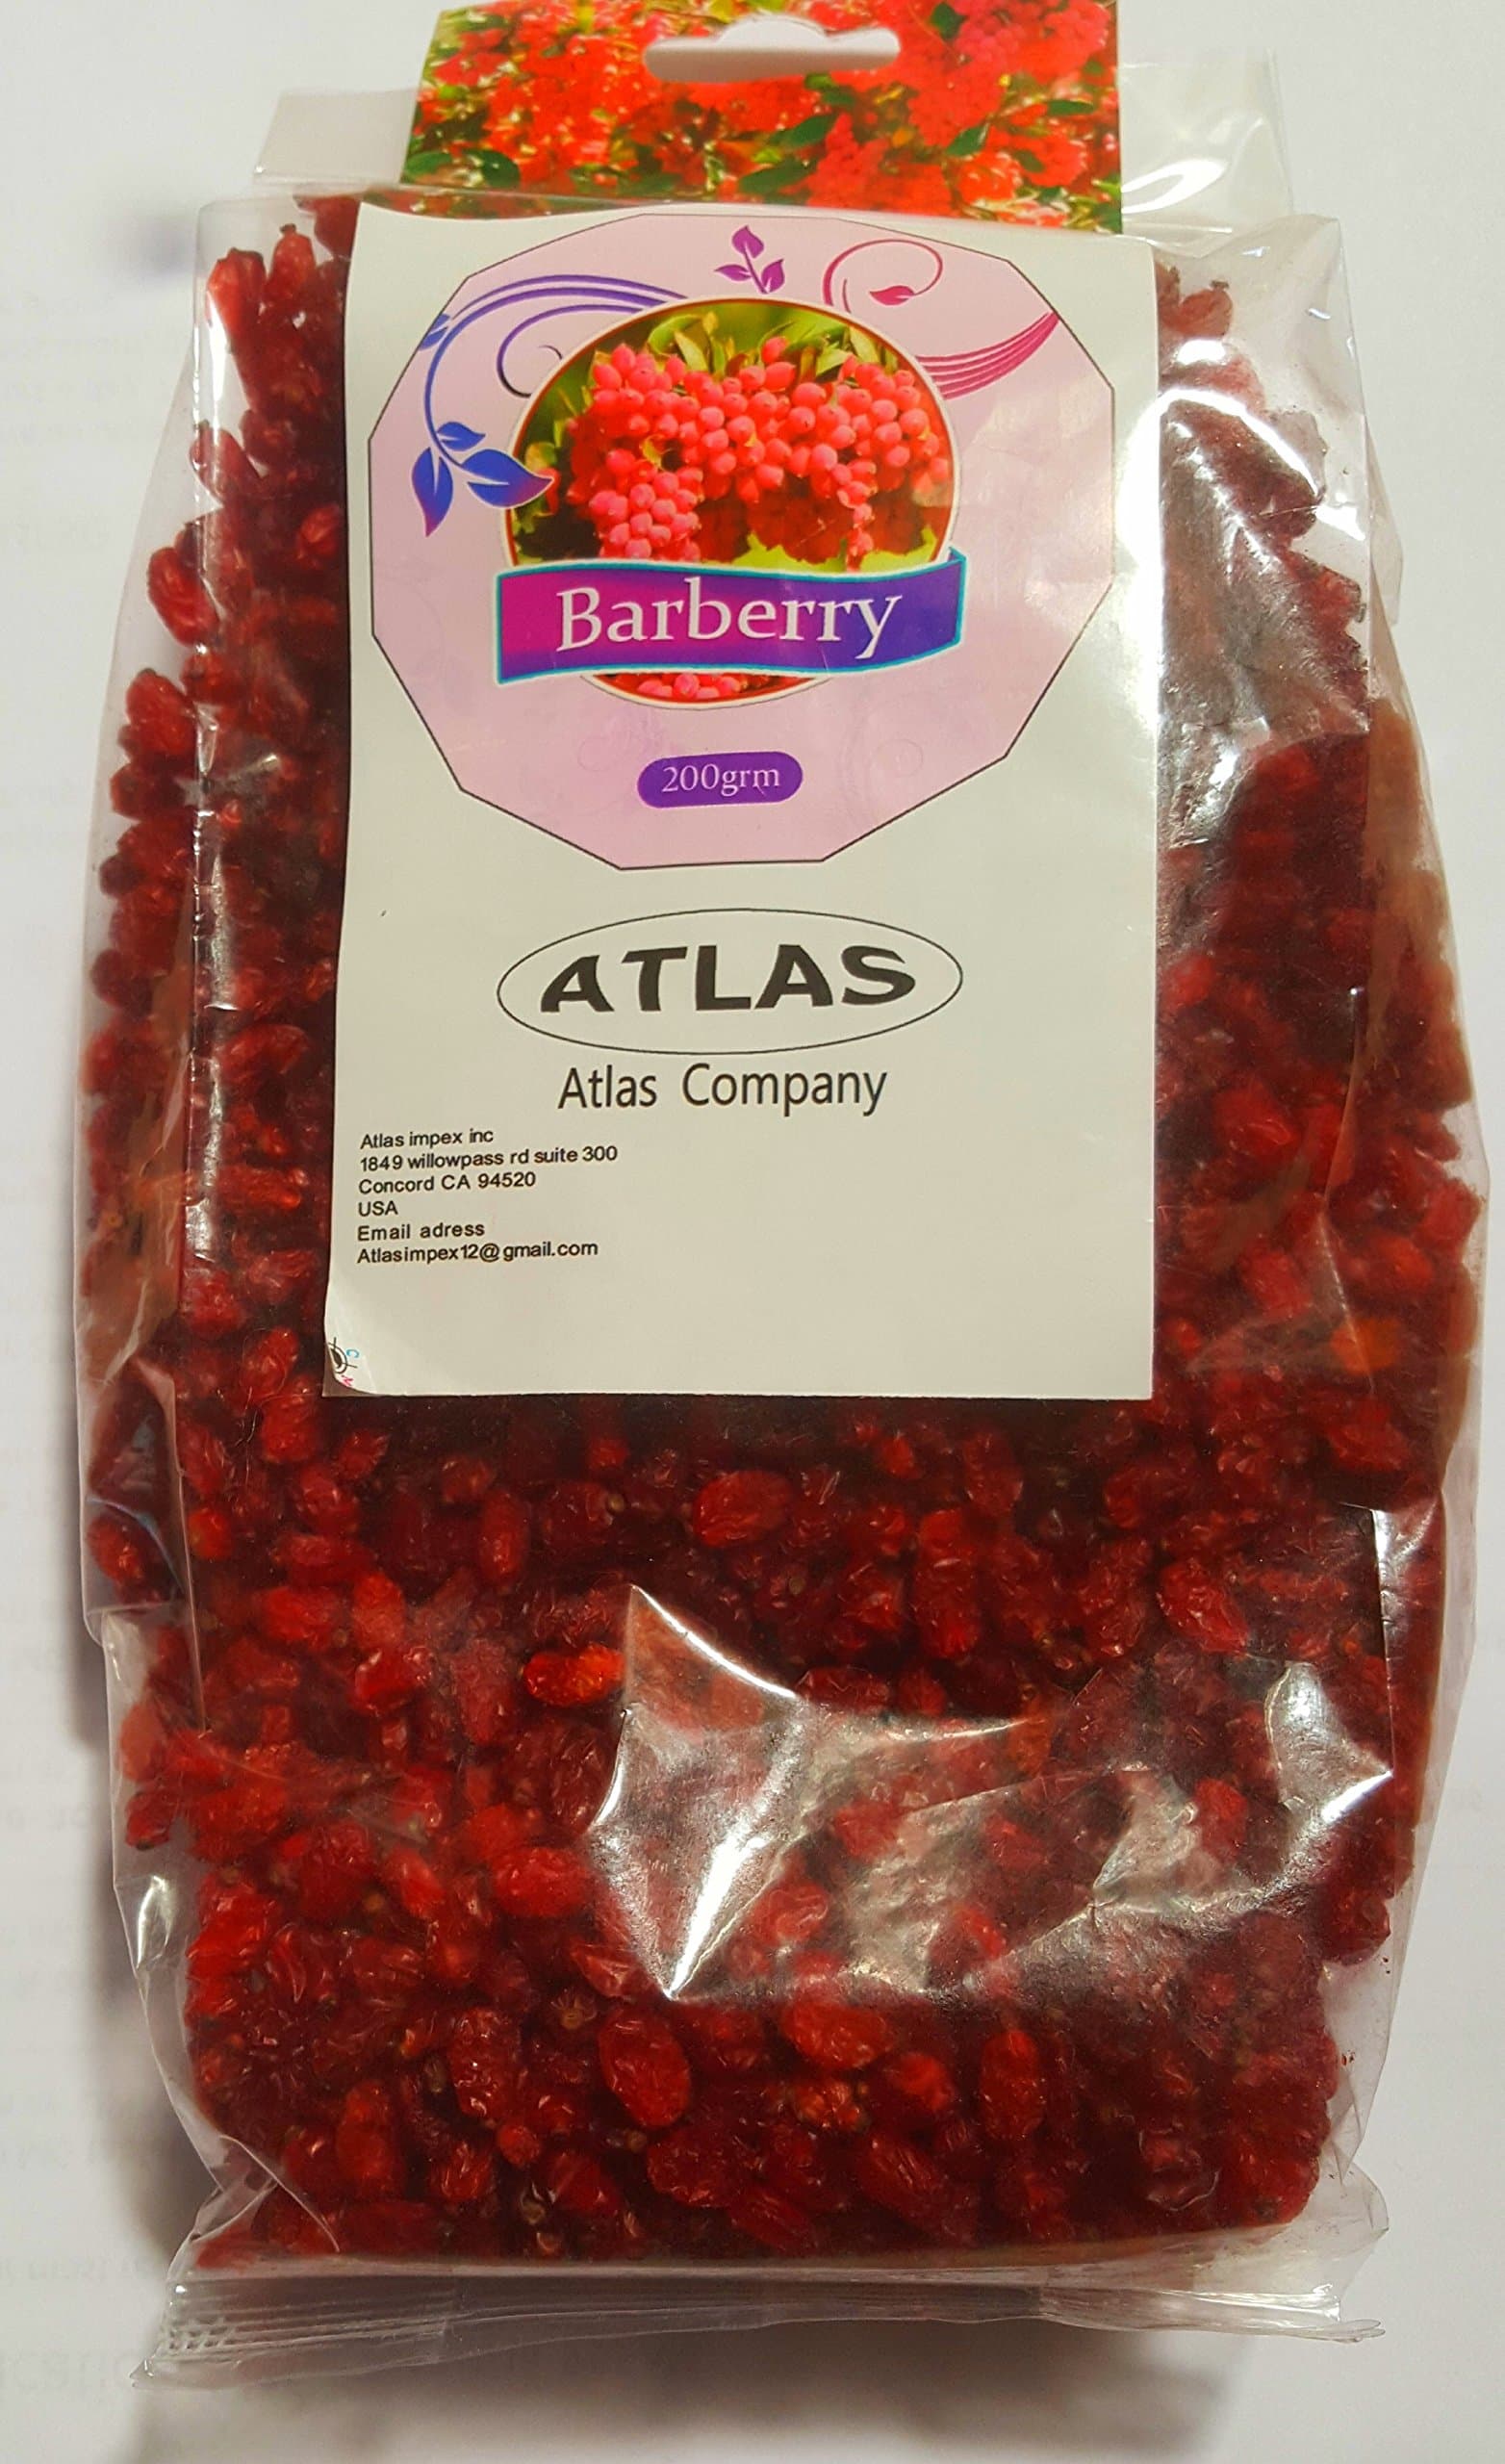 Barberry
200grm
ATLAS
Atlas Company
Atlas impex inc
1849 willowpass rd suite 300
Concord CA 94520
USA
Email adress
Atlasimpex12@gmail.com